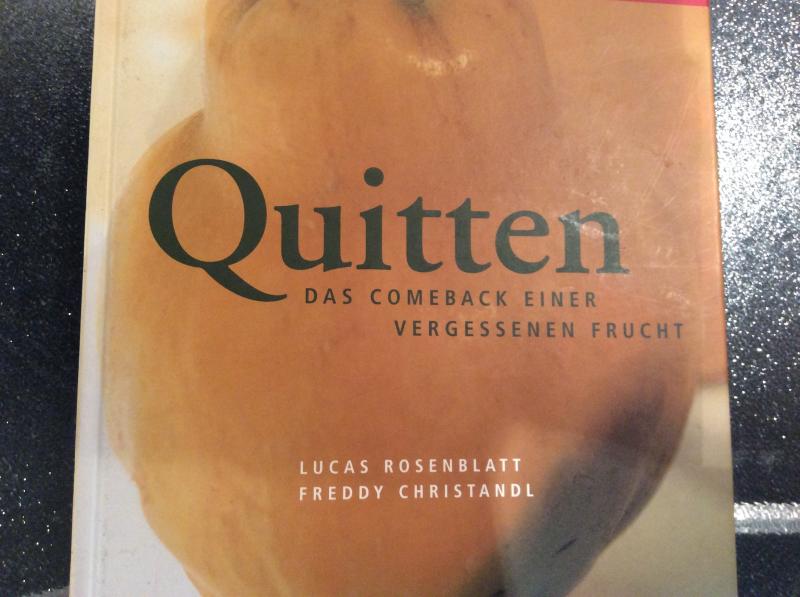 Quitten
DAS COMEBACK EINER
VERGESSENEN FRUCHT
LUCAS ROSENBLATT
FREDDY CHRISTANDL